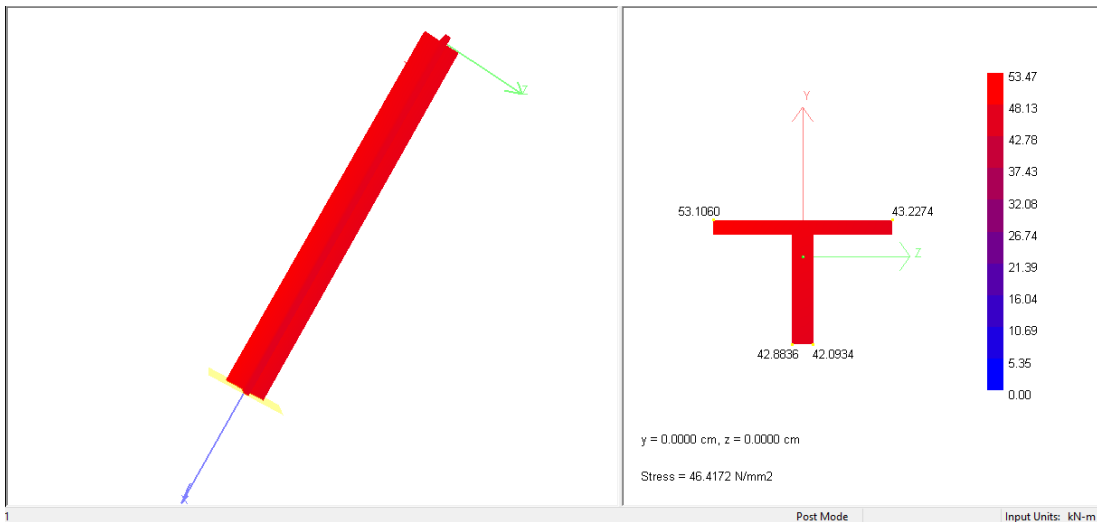 Z
X
Y
53.1060
43.2274
Z
42.8836
42.0934
53.47
48.13
42.78
37.43
32.08
26.74
21.39
16.04
10.69
5.35
0.00
y = 0.0000 cm, z = 0.0000 cm
Stress = 46.4172 N/mm2
1
Post Mode
Input Units: kN-m